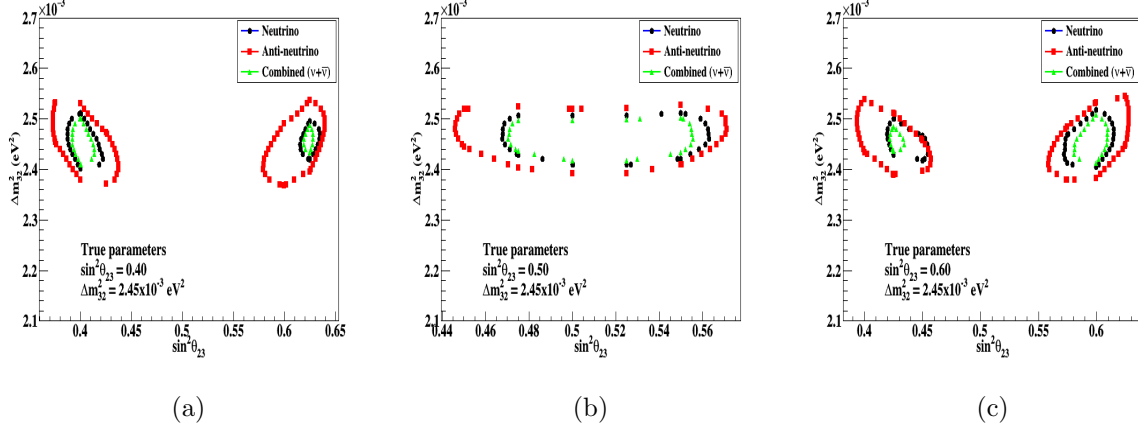 2.7 ×10⁻³
2.6
2.5
2.4
2.3
2.2
2.1
Δm²₃₂ (eV²)
Neutrino
Anti-neutrino
Combined (ν+ν̅)
True parameters
sin²θ₂₃ = 0.40
Δm²₃₂ = 2.45x10⁻³ eV²
0.4 0.45 0.5 0.55 0.6 0.65
sin²θ₂₃
(a)
2.7 ×10⁻³
2.6
2.5
2.4
2.3
2.2
2.1
Δm²₃₂ (eV²)
Neutrino
Anti-neutrino
Combined (ν+ν̅)
True parameters
sin²θ₂₃ = 0.50
Δm²₃₂ = 2.45x10⁻³ eV²
0.44 0.46 0.48 0.5 0.52 0.54 0.56
sin²θ₂₃
(b)
2.7 ×10⁻³
2.6
2.5
2.4
2.3
2.2
2.1
Δm²₃₂ (eV²)
Neutrino
Anti-neutrino
Combined (ν+ν̅)
True parameters
sin²θ₂₃ = 0.60
Δm²₃₂ = 2.45x10⁻³ eV²
0.4 0.45 0.5 0.55 0.6
sin²θ₂₃
(c)